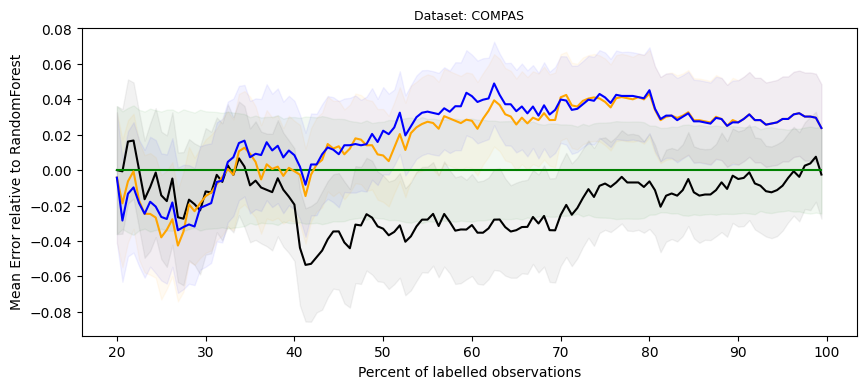 Dataset: COMPAS
Mean Error relative to RandomForest
0.08
0.06
0.04
0.02
0.00
−0.02
−0.04
−0.06
−0.08
20 30 40 50 60 70 80 90 100
Percent of labelled observations